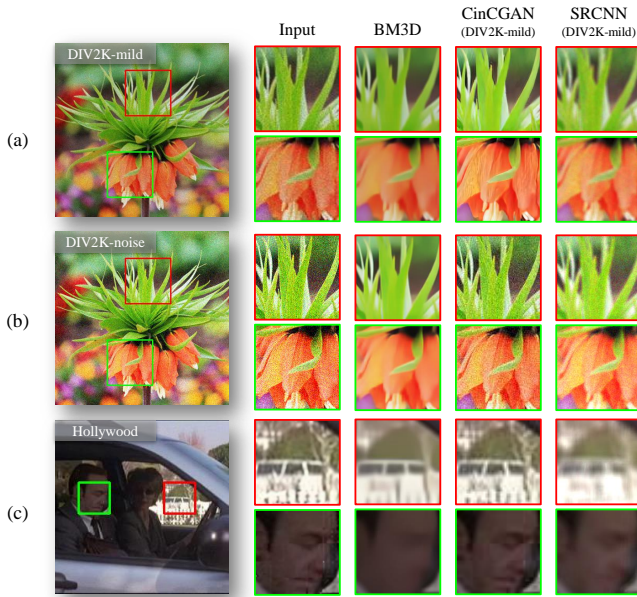 Input BM3D CinCGAN SRCNN
(DIV2K-mild) (DIV2K-mild)
DIV2K-mild
(a)
DIV2K-noise
(b)
Hollywood
(c)